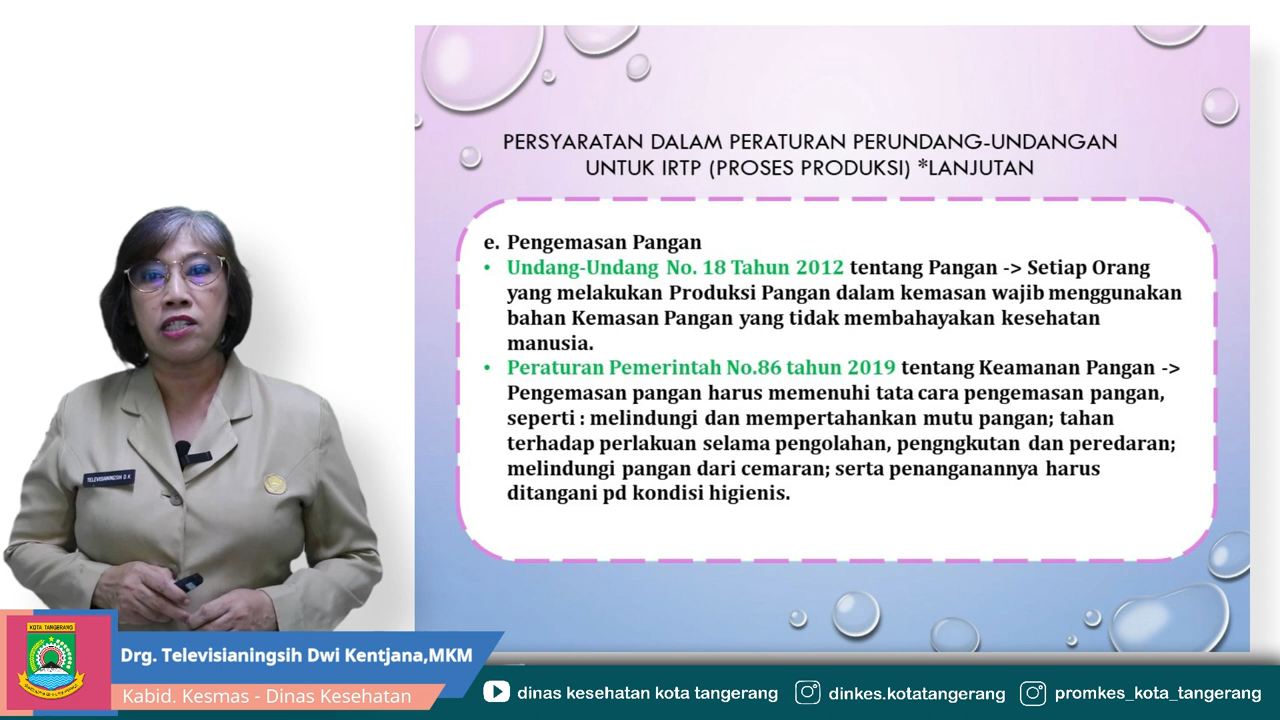 PERSYARATAN DALAM PERATURAN PERUNDANG-UNDANGAN
UNTUK IRTP (PROSES PRODUKSI) *LANJUTAN
e. Pengemasan Pangan
• Undang-Undang No. 18 Tahun 2012 tentang Pangan -> Setiap Orang
yang melakukan Produksi Pangan dalam kemasan wajib menggunakan
bahan Kemasan Pangan yang tidak membahayakan kesehatan
manusia.
• Peraturan Pemerintah No.86 tahun 2019 tentang Keamanan Pangan ->
Pengemasan pangan harus memenuhi tata cara pengemasan pangan,
seperti : melindungi dan mempertahankan mutu pangan; tahan
terhadap perlakuan selama pengolahan, pengngkutan dan peredaran;
melindungi pangan dari cemaran; serta penanganannya harus
ditangani pd kondisi higienis.
TELEVISIANINGSIH D.K
KOTA TANGERANG
Drg. Televisianingsih Dwi Kentjana,MKM
Kabid. Kesmas - Dinas Kesehatan
dinas kesehatan kota tangerang
dinkes.kotatangerang
promkes_kota_tangerang